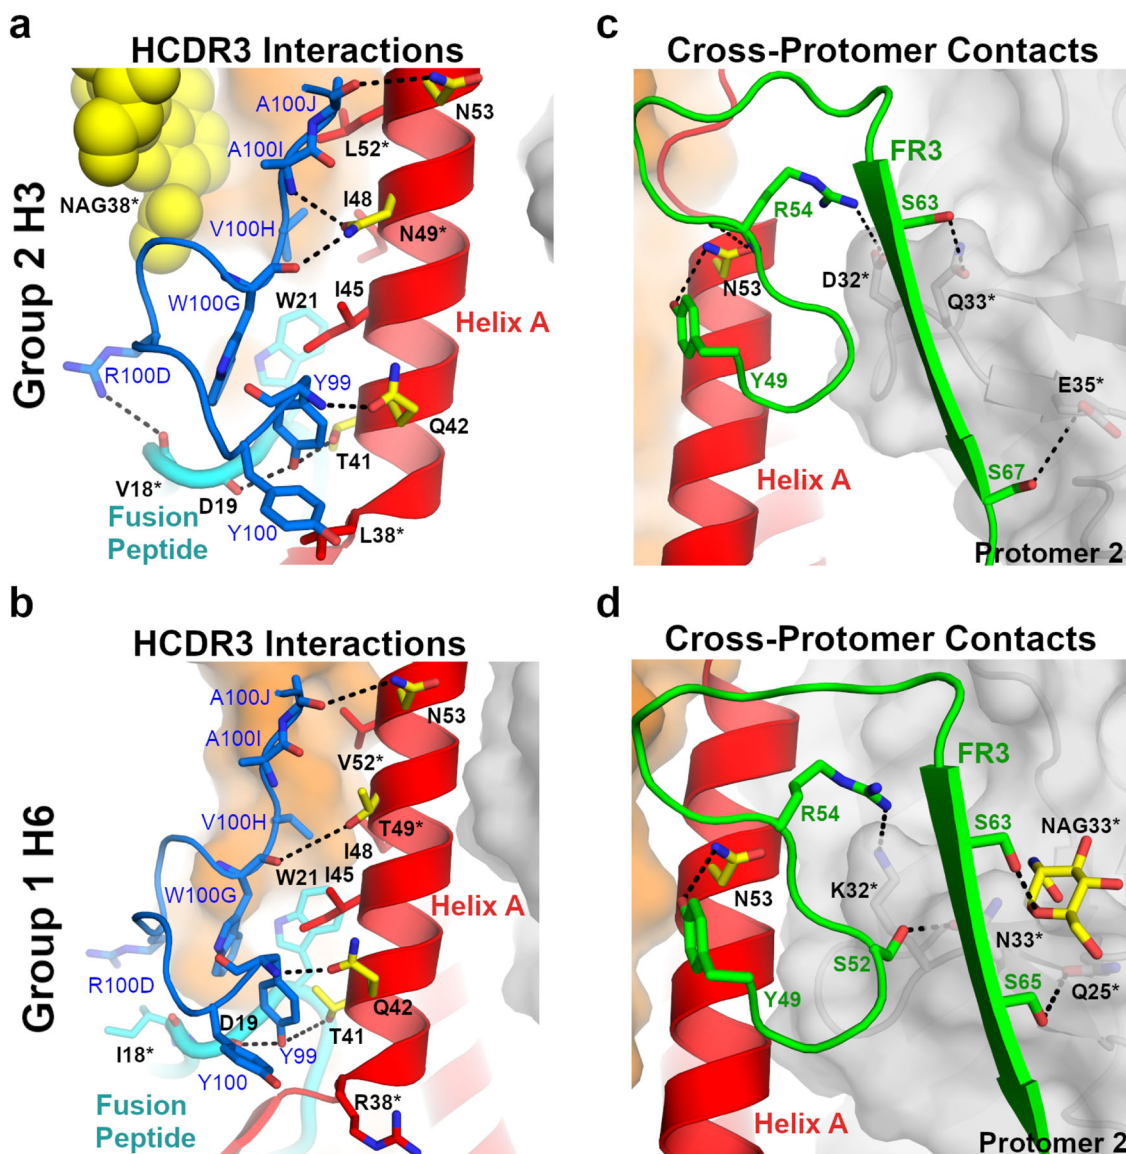 a
HCDR3 Interactions
Group 2 H3
A100J
N53
A100I
L52*
NAG38*
I48
V100H
N49*
W100G
W21
I45
Helix A
R100D
Y99
Q42
T41
V18*
D19
Fusion
Peptide
Y100
L38*
c
Cross-Protomer Contacts
FR3
R54
S63
N53
D32*
Q33*
Y49
E35*
Helix A
S67
Protomer 2
b
HCDR3 Interactions
Group 1 H6
A100J
N53
A100I
V52*
V100H
T49*
I48
W21
I45
W100G
Helix A
R100D
D19
Q42
I18*
Y99
T41
Y100
Fusion
Peptide
R38*
d
Cross-Protomer Contacts
FR3
R54
S63
NAG33*
N53
K32*
N33*
S52
S65
Y49
Q25*
Helix A
Protomer 2